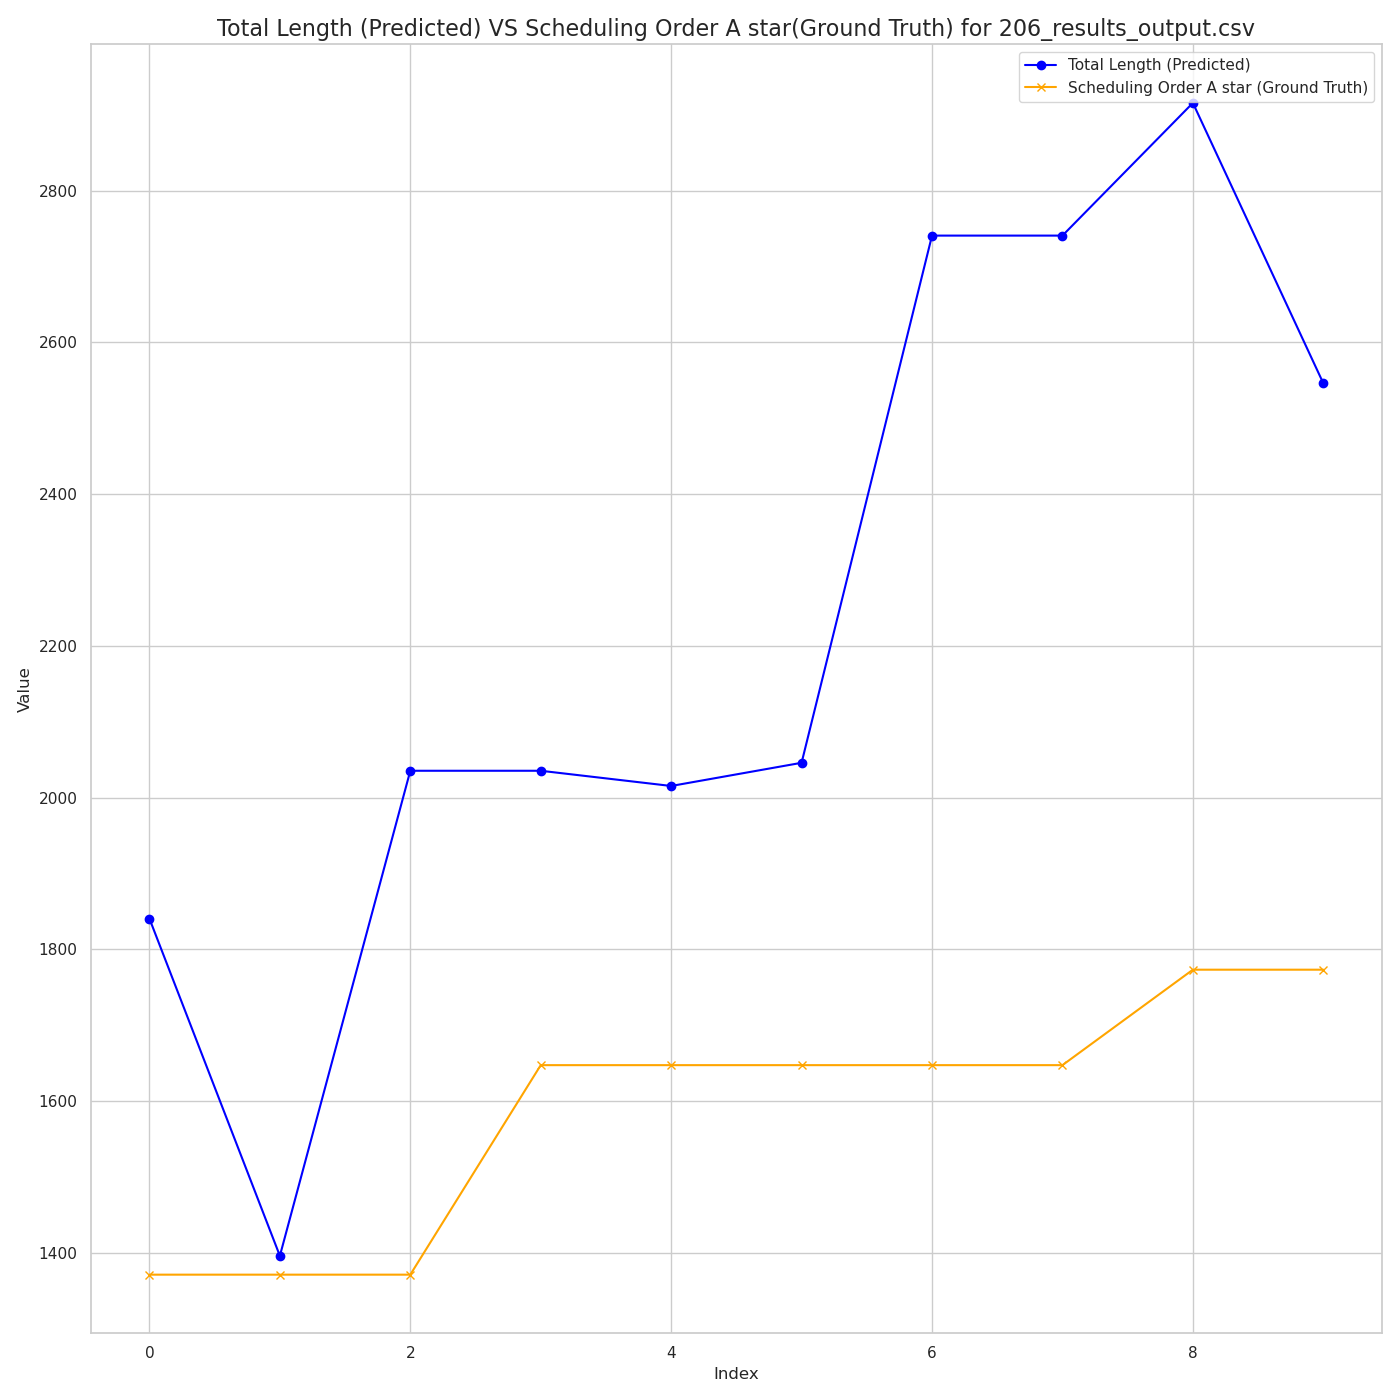 Total Length (Predicted) VS Scheduling Order A star(Ground Truth) for 206_results_output.csv
Total Length (Predicted)
Scheduling Order A star (Ground Truth)
2800
2600
2400
2200
2000
1800
1600
1400
Value
0 2 4 6 8
Index